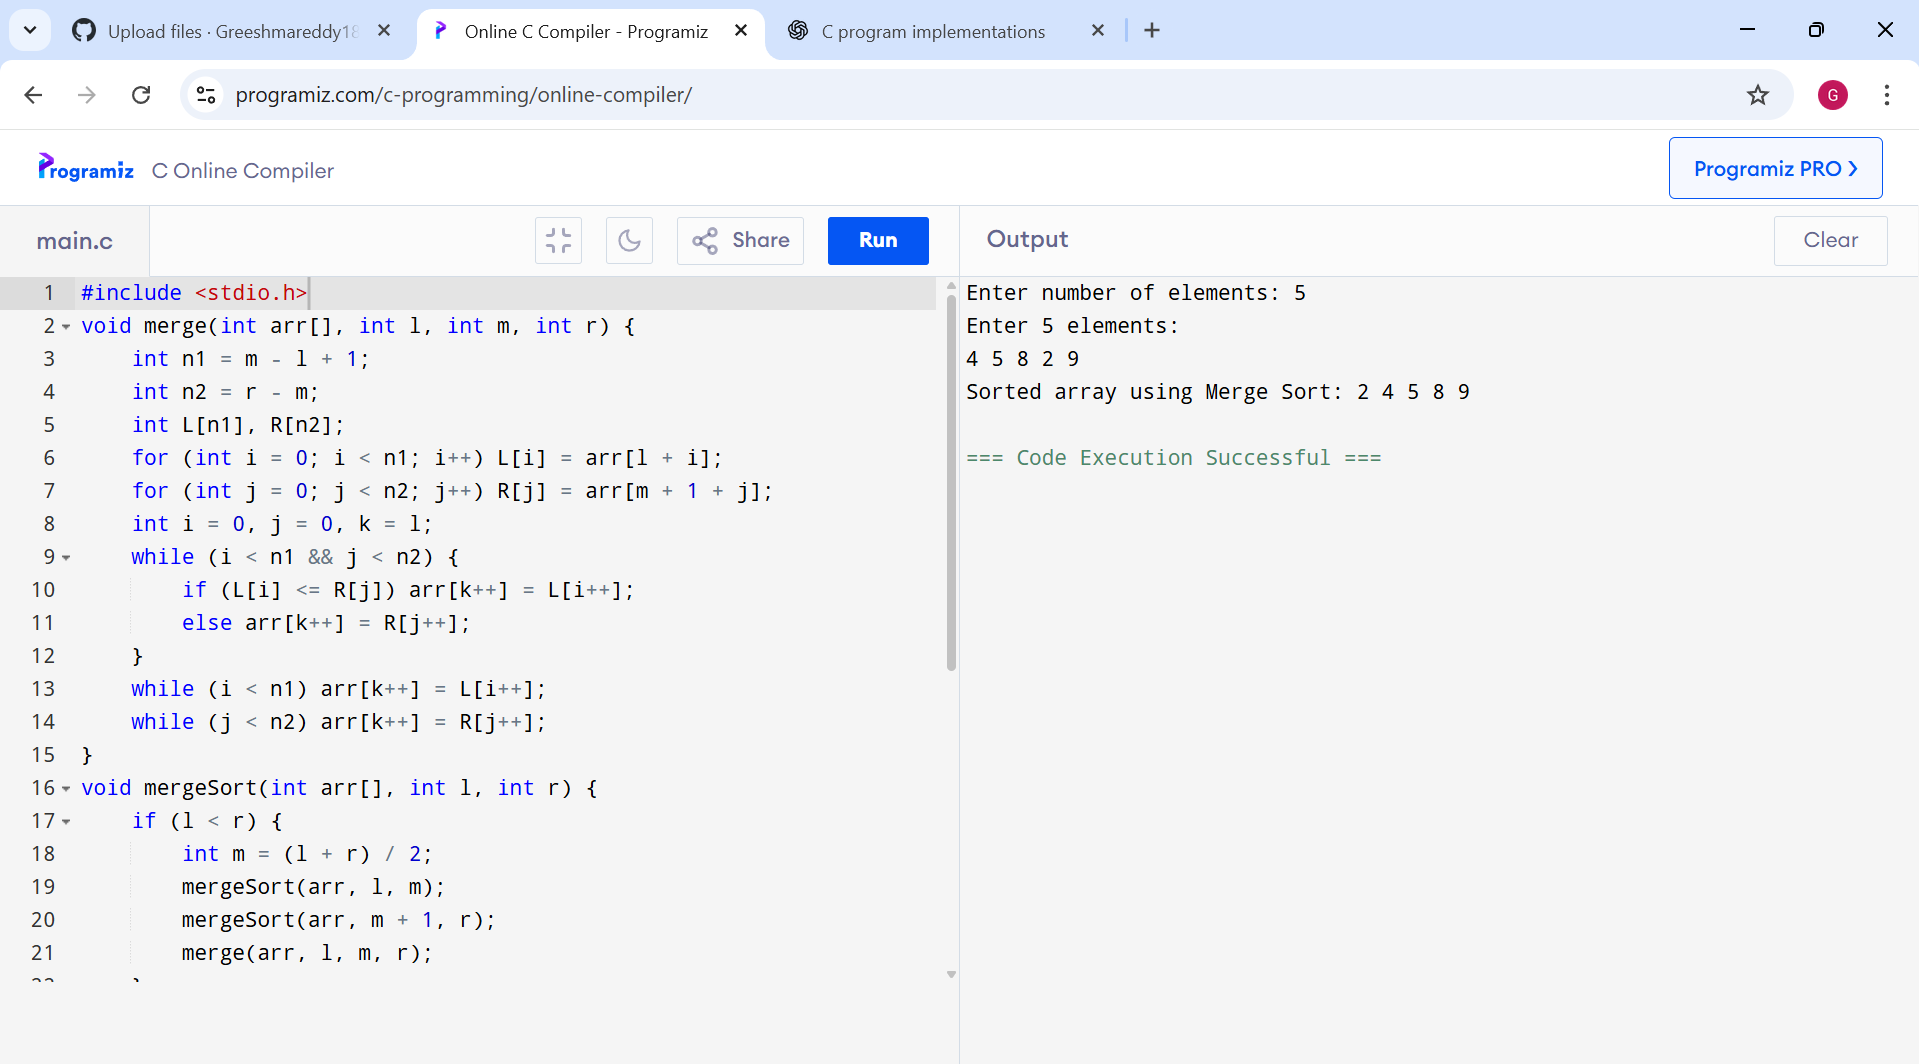 Upload files · Greeshmareddy18
Online C Compiler - Programiz
C program implementations
programiz.com/c-programming/online-compiler/
G
Programiz C Online Compiler
Programiz PRO
main.c
Share
Run
Output
Clear
1 #include <stdio.h>
2 void merge(int arr[], int l, int m, int r) {
3 int n1 = m - l + 1;
4 int n2 = r - m;
5 int L[n1], R[n2];
6 for (int i = 0; i < n1; i++) L[i] = arr[l + i];
7 for (int j = 0; j < n2; j++) R[j] = arr[m + 1 + j];
8 int i = 0, j = 0, k = l;
9 while (i < n1 && j < n2) {
10 if (L[i] <= R[j]) arr[k++] = L[i++];
11 else arr[k++] = R[j++];
12 }
13 while (i < n1) arr[k++] = L[i++];
14 while (j < n2) arr[k++] = R[j++];
15 }
16 void mergeSort(int arr[], int l, int r) {
17 if (l < r) {
18 int m = (l + r) / 2;
19 mergeSort(arr, l, m);
20 mergeSort(arr, m + 1, r);
21 merge(arr, l, m, r);
Enter number of elements: 5
Enter 5 elements:
4 5 8 2 9
Sorted array using Merge Sort: 2 4 5 8 9
=== Code Execution Successful ===